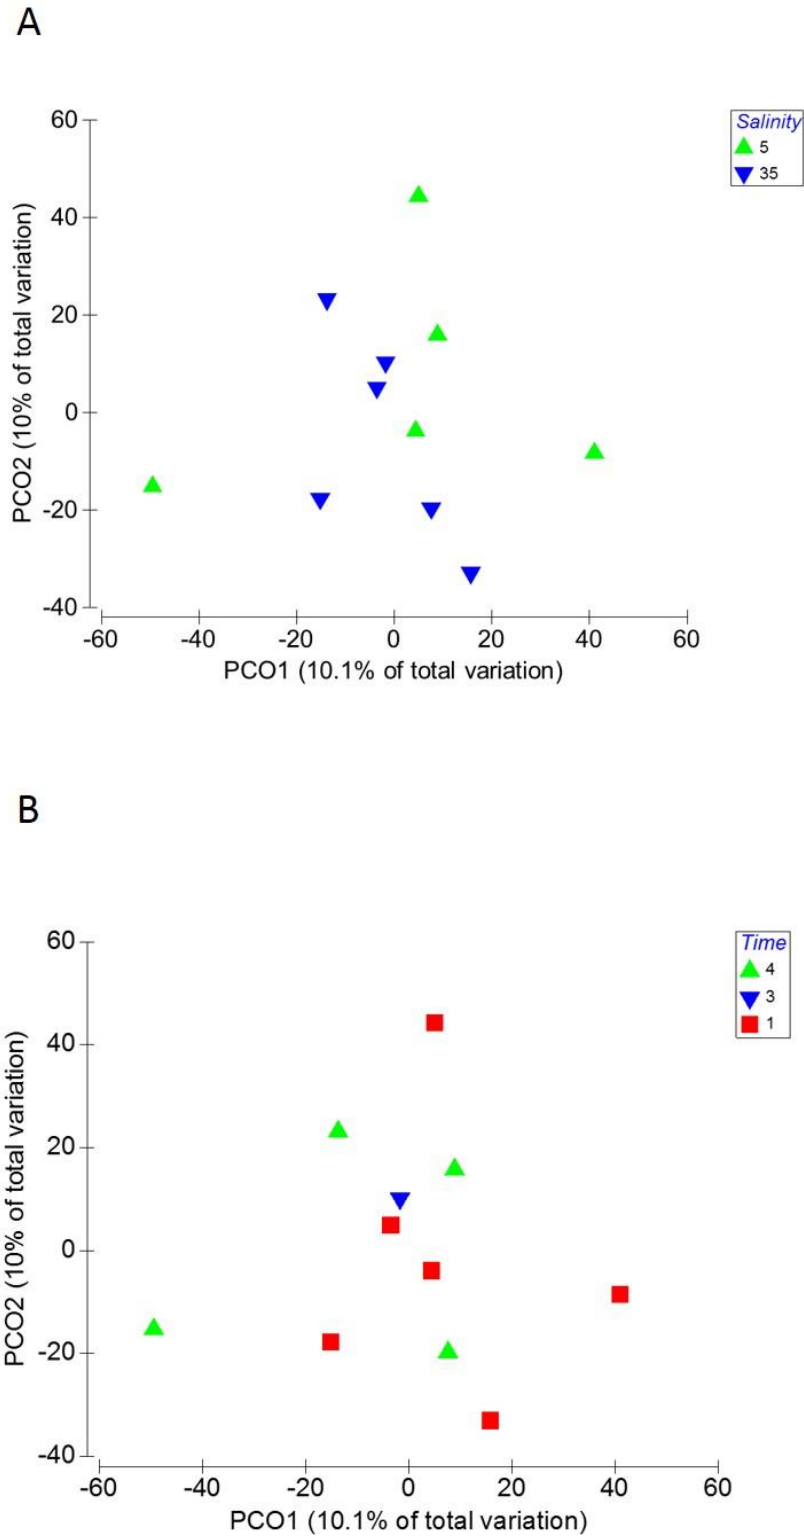 A
Salinity
5
35
60
40
20
0
-20
-40
PCO2 (10% of total variation)
-60 -40 -20 0 20 40 60
PCO1 (10.1% of total variation)
B
Time
4
3
1
60
40
20
0
-20
-40
PCO2 (10% of total variation)
-60 -40 -20 0 20 40 60
PCO1 (10.1% of total variation)